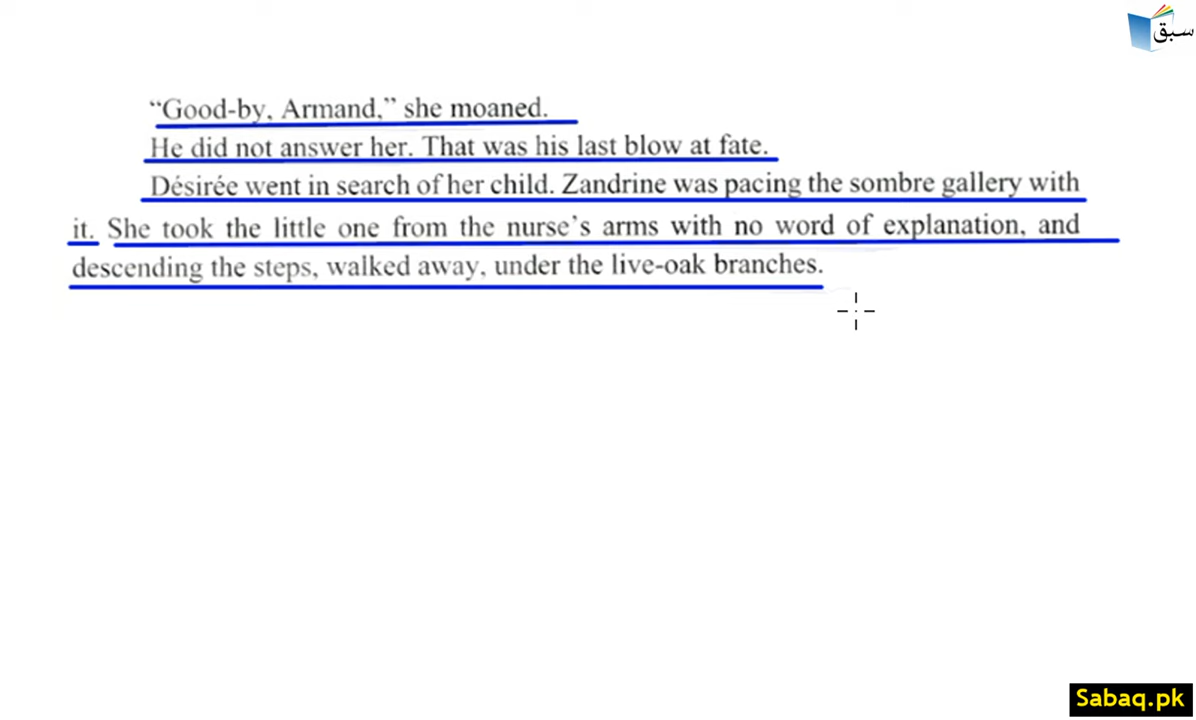 سبق
“Good-by, Armand,” she moaned.
He did not answer her. That was his last blow at fate.
Désirée went in search of her child. Zandrine was pacing the sombre gallery with
it. She took the little one from the nurse’s arms with no word of explanation, and
descending the steps, walked away, under the live-oak branches.
Sabaq.pk